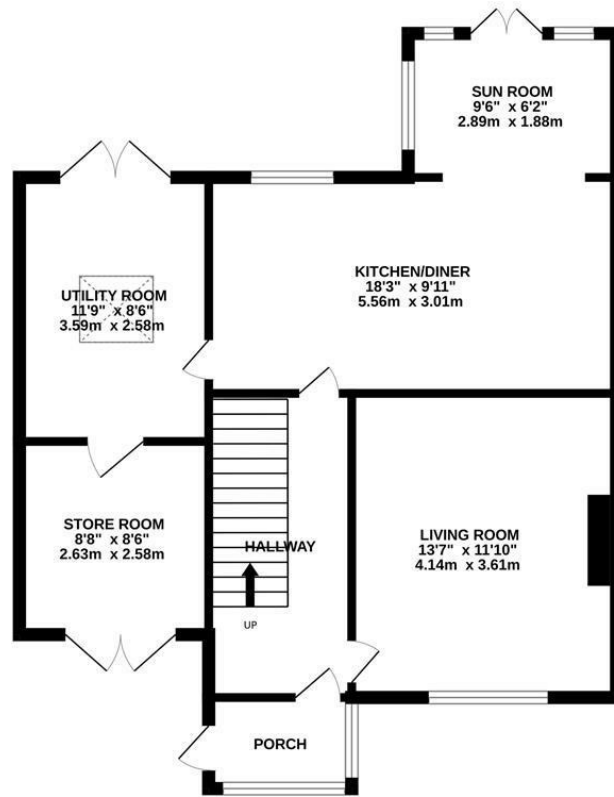 SUN ROOM
9'6" x 6'2"
2.89m x 1.88m
KITCHEN/DINER
18'3" x 9'11"
5.56m x 3.01m
UTILITY ROOM
11'9" x 8'6"
3.59m x 2.58m
STORE ROOM
8'8" x 8'6"
2.63m x 2.58m
HALLWAY
UP
LIVING ROOM
13'7" x 11'10"
4.14m x 3.61m
PORCH